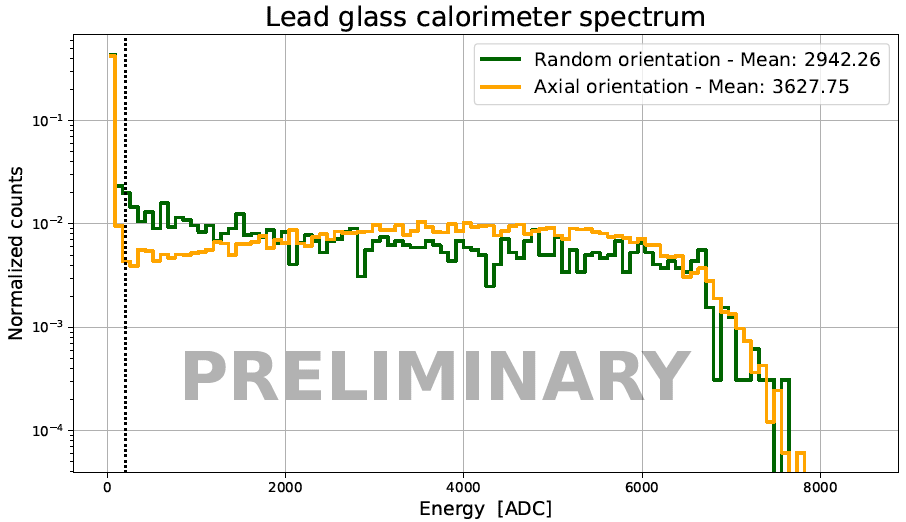 Lead glass calorimeter spectrum
Random orientation - Mean: 2942.26
Axial orientation - Mean: 3627.75
Normalized counts
10⁻¹
10⁻²
10⁻³
10⁻⁴
PRELIMINARY
0 2000 4000 6000 8000
Energy [ADC]